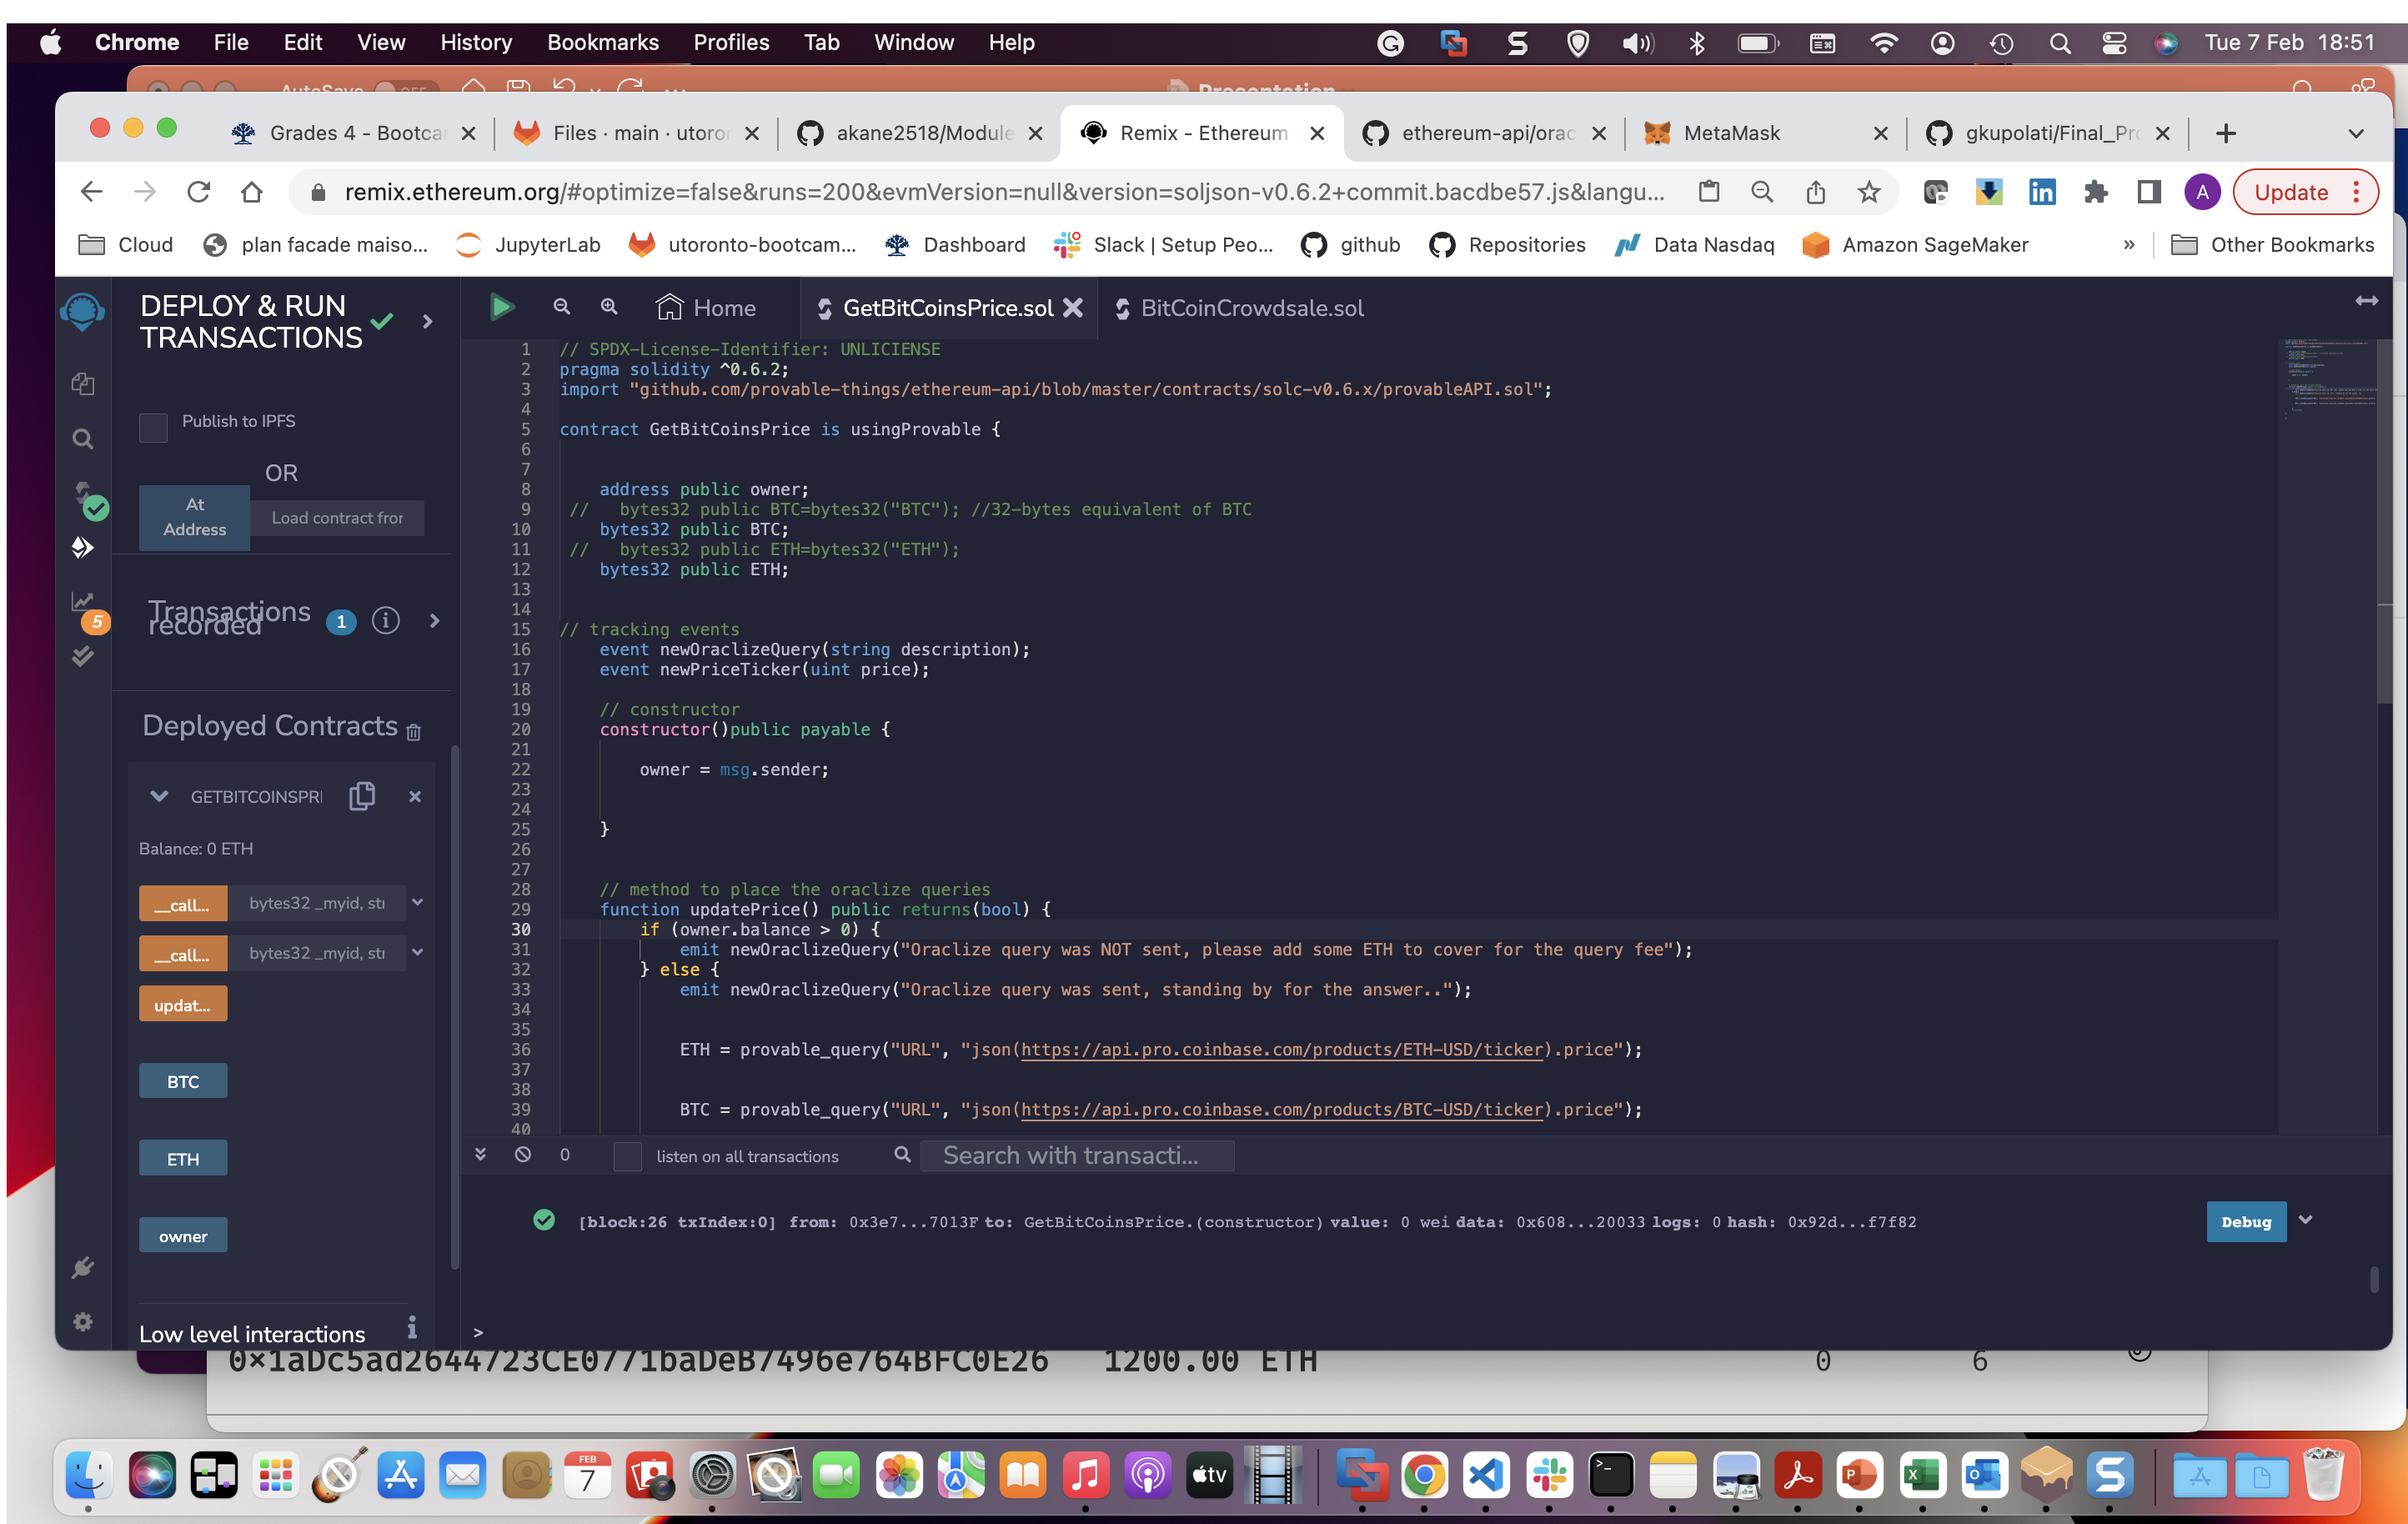 Chrome File Edit View History Bookmarks Profiles Tab Window Help Tue 7 Feb 18:51
AutoSave OFF Presentation
Grades 4 - Bootca Files · main · utoro akane2518/Module Remix - Ethereum ethereum-api/orac MetaMask gkupolati/Final_Pro
remix.ethereum.org/#optimize=false&runs=200&evmVersion=null&version=soljson-v0.6.2+commit.bacdbe57.js&langu... A Update
Cloud plan facade maiso... JupyterLab utoronto-bootcam... Dashboard Slack | Setup Peo... github Repositories Data Nasdaq Amazon SageMaker » Other Bookmarks
DEPLOY & RUN
TRANSACTIONS
Publish to IPFS
OR
At
Address
Load contract fror
Transactions
recorded
1
5
Deployed Contracts
GETBITCOINSPRI
Balance: 0 ETH
__call...
bytes32 _myid, stı
__call...
bytes32 _myid, stı
updat...
BTC
ETH
owner
Low level interactions
Home GetBitCoinsPrice.sol BitCoinCrowdsale.sol
1 // SPDX-License-Identifier: UNLICIENSE
2 pragma solidity ^0.6.2;
3 import "github.com/provable-things/ethereum-api/blob/master/contracts/solc-v0.6.x/provableAPI.sol";
4
5 contract GetBitCoinsPrice is usingProvable {
6
7
8 address public owner;
9 // bytes32 public BTC=bytes32("BTC"); //32-bytes equivalent of BTC
10 bytes32 public BTC;
11 // bytes32 public ETH=bytes32("ETH");
12 bytes32 public ETH;
13
14
15 // tracking events
16 event newOraclizeQuery(string description);
17 event newPriceTicker(uint price);
18
19 // constructor
20 constructor()public payable {
21
22 owner = msg.sender;
23
24
25 }
26
27
28 // method to place the oraclize queries
29 function updatePrice() public returns(bool) {
30 if (owner.balance > 0) {
31 emit newOraclizeQuery("Oraclize query was NOT sent, please add some ETH to cover for the query fee");
32 } else {
33 emit newOraclizeQuery("Oraclize query was sent, standing by for the answer..");
34
35
36 ETH = provable_query("URL", "json(https://api.pro.coinbase.com/products/ETH-USD/ticker).price");
37
38
39 BTC = provable_query("URL", "json(https://api.pro.coinbase.com/products/BTC-USD/ticker).price");
40
0 listen on all transactions Search with transacti...
[block:26 txIndex:0] from: 0x3e7...7013F to: GetBitCoinsPrice.(constructor) value: 0 wei data: 0x608...20033 logs: 0 hash: 0x92d...f7f82
Debug
>
0×1aDc5ad2644723CE0771baDeB7496e764BFC0E26 1200.00 ETH 0 6
FEB
7
tv